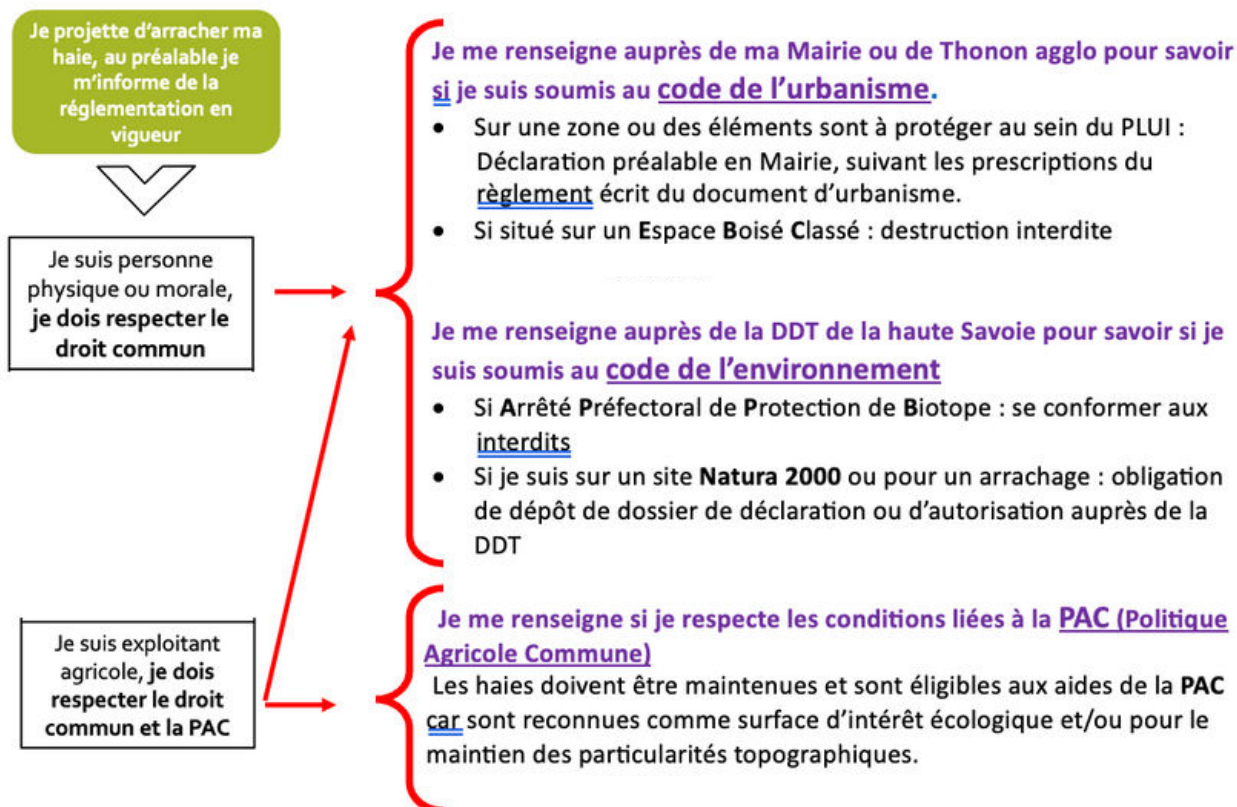 Je projette d'arracher ma
haie, au préalable je
m'informe de la
réglementation en
vigueur
Je suis personne
physique ou morale,
je dois respecter le
droit commun
Je me renseigne auprès de ma Mairie ou de Thonon agglo pour savoir
si je suis soumis au code de l'urbanisme.
• Sur une zone ou des éléments sont à protéger au sein du PLUI :
Déclaration préalable en Mairie, suivant les prescriptions du
règlement écrit du document d'urbanisme.
• Si situé sur un Espace Boisé Classé : destruction interdite
Je me renseigne auprès de la DDT de la haute Savoie pour savoir si je
suis soumis au code de l'environnement
• Si Arrêté Préfectoral de Protection de Biotope : se conformer aux
interdits
• Si je suis sur un site Natura 2000 ou pour un arrachage : obligation
de dépôt de dossier de déclaration ou d'autorisation auprès de la
DDT
Je suis exploitant
agricole, je dois
respecter le droit
commun et la PAC
Je me renseigne si je respecte les conditions liées à la PAC (Politique
Agricole Commune)
Les haies doivent être maintenues et sont éligibles aux aides de la PAC
car sont reconnues comme surface d'intérêt écologique et/ou pour le
maintien des particularités topographiques.